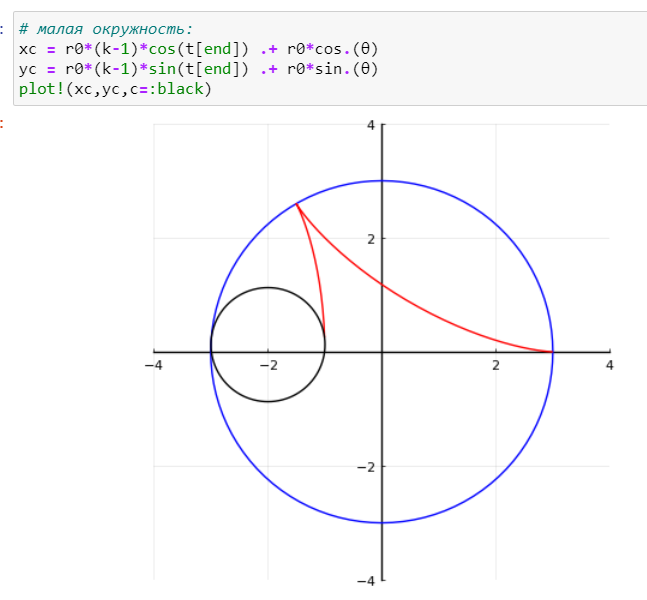 # малая окружность:
xc = r0*(k-1)*cos(t[end]) .+ r0*cos.(θ)
yc = r0*(k-1)*sin(t[end]) .+ r0*sin.(θ)
plot!(xc,yc,c=:black)
4
2
−4 −2 2 4
−2
−4